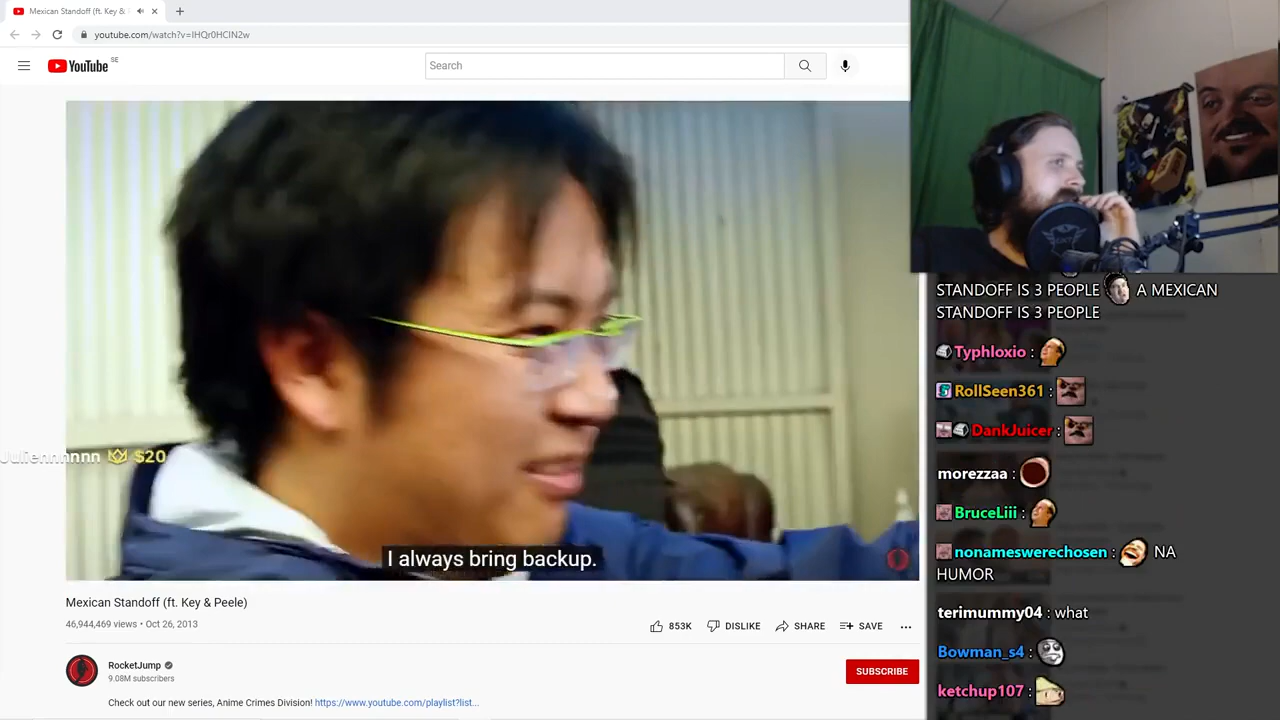 Mexican Standoff (ft. Key &
youtube.com/watch?v=IHQr0HCIN2w
YouTube SE
Search
I always bring backup.
Juliennnnnn $20
Mexican Standoff (ft. Key & Peele)
46,944,469 views • Oct 26, 2013
853K DISLIKE SHARE SAVE
RocketJump
9.08M subscribers
SUBSCRIBE
Check out our new series, Anime Crimes Division! https://www.youtube.com/playlist?list...
STANDOFF IS 3 PEOPLE A MEXICAN
STANDOFF IS 3 PEOPLE
Typhloxio :
RollSeen361 :
DankJuicer :
morezzaa :
BruceLiii :
nonameswerechosen : NA
HUMOR
terimummy04 : what
Bowman_s4 :
ketchup107 :